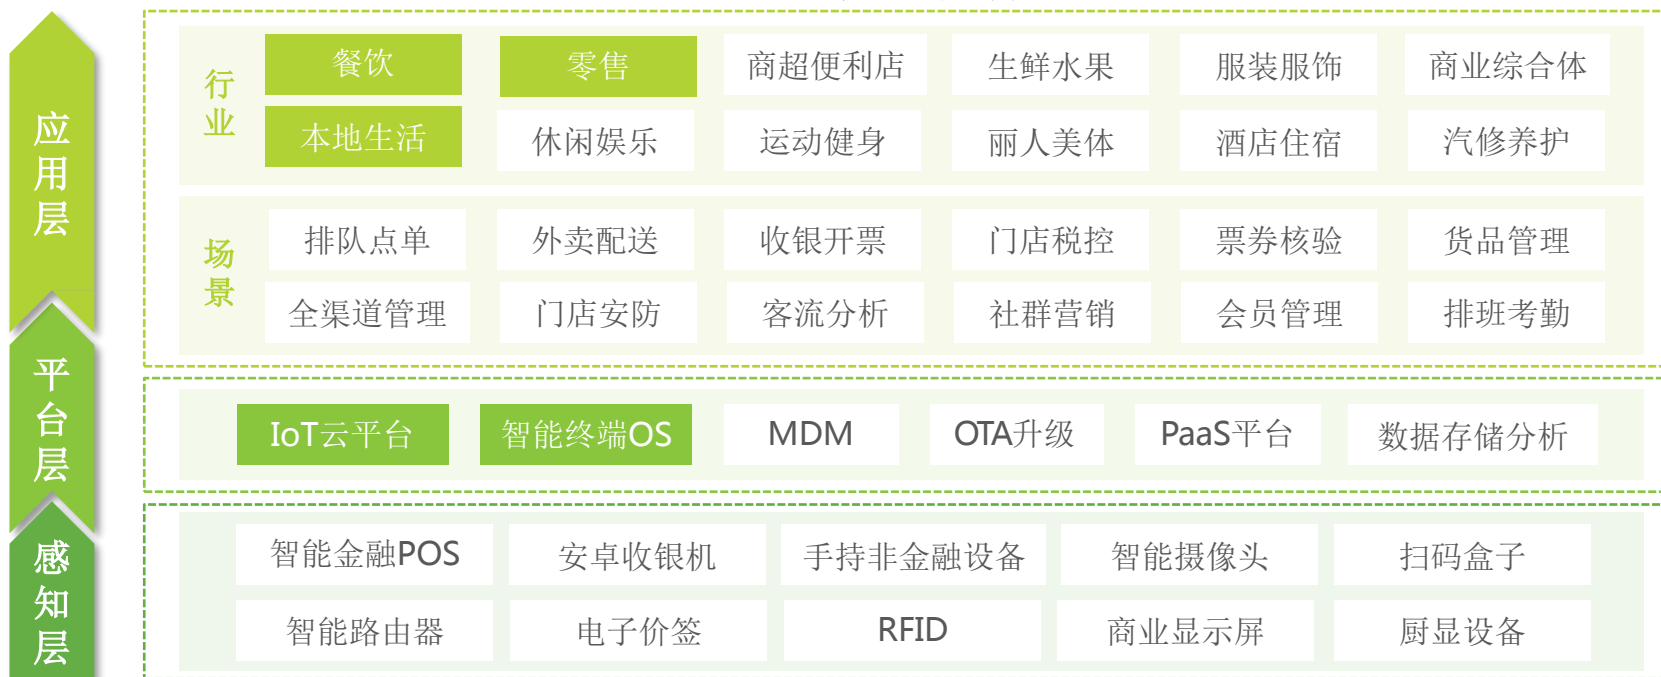 应用层
行业
餐饮 零售 商超便利店 生鲜水果 服装服饰 商业综合体
本地生活 休闲娱乐 运动健身 丽人美体 酒店住宿 汽修养护
场景
排队点单 外卖配送 收银开票 门店税控 票券核验 货品管理
全渠道管理 门店安防 客流分析 社群营销 会员管理 排班考勤
平台层
IoT云平台 智能终端OS MDM OTA升级 PaaS平台 数据存储分析
感知层
智能金融POS 安卓收银机 手持非金融设备 智能摄像头 扫码盒子
智能路由器 电子价签 RFID 商业显示屏 厨显设备